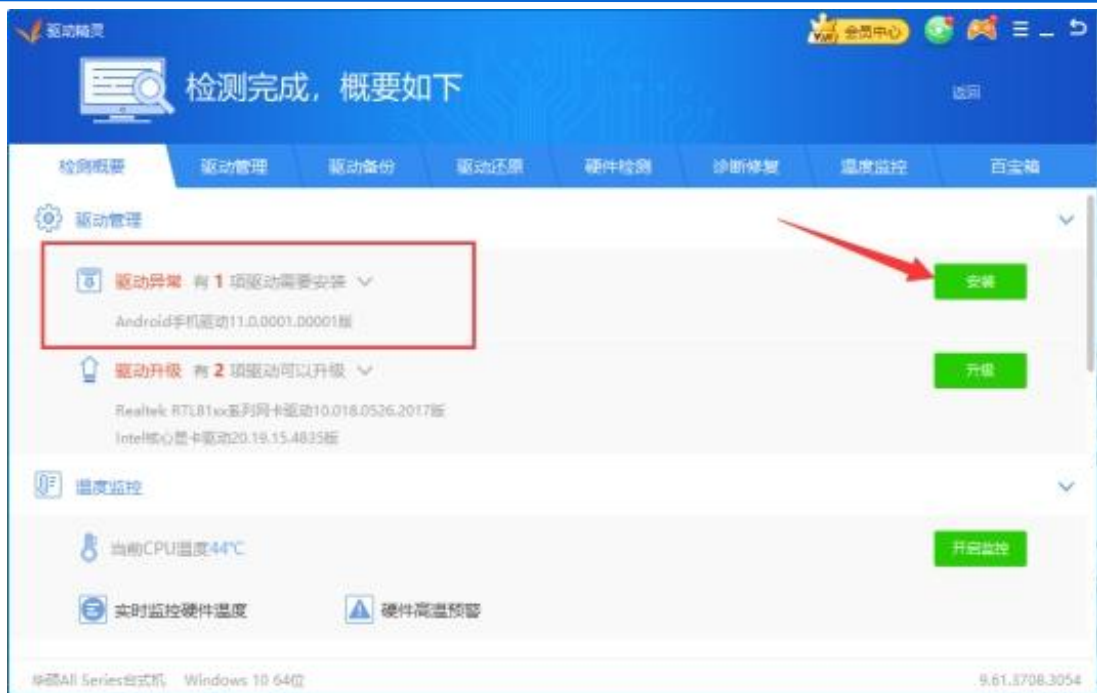 驱动精灵
会员中心
检测完成，概要如下
返回
检测概要 驱动管理 驱动备份 驱动还原 硬件检测 诊断修复 温度监控 百宝箱
驱动管理
驱动异常 有 1 项驱动需要安装
安装
Android手机驱动11.0.0001.00001版
驱动升级 有 2 项驱动可以升级
升级
Realtek RTL81xx系列网卡驱动10.018.0526.2017版
Intel核心显卡驱动20.19.15.4835版
温度监控
当前CPU温度44℃
开启监控
实时监控硬件温度 硬件高温预警
华硕All Series台式机 Windows 10 64位
9.61.3708.3054